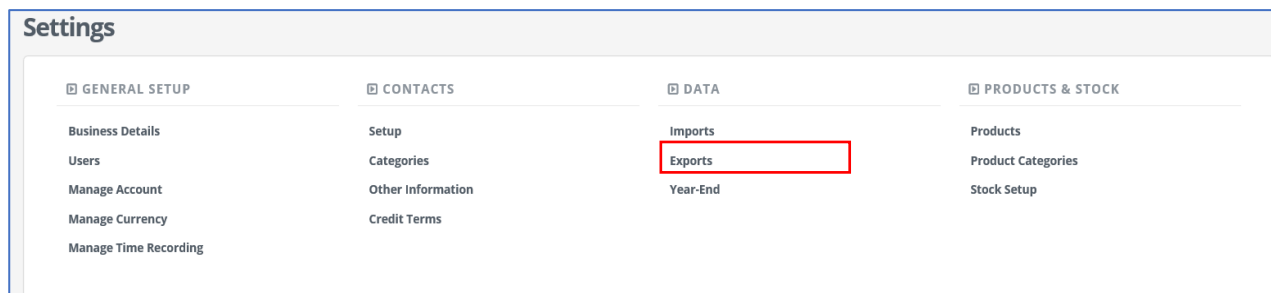 Settings
GENERAL SETUP
Business Details
Users
Manage Account
Manage Currency
Manage Time Recording
CONTACTS
Setup
Categories
Other Information
Credit Terms
DATA
Imports
Exports
Year-End
PRODUCTS & STOCK
Products
Product Categories
Stock Setup